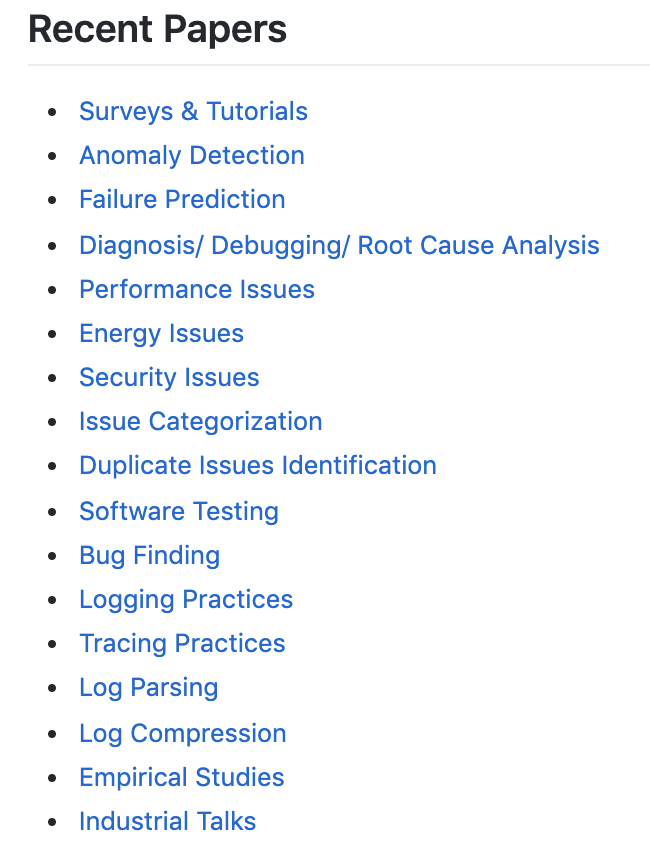 Recent Papers
Surveys & Tutorials
Anomaly Detection
Failure Prediction
Diagnosis/ Debugging/ Root Cause Analysis
Performance Issues
Energy Issues
Security Issues
Issue Categorization
Duplicate Issues Identification
Software Testing
Bug Finding
Logging Practices
Tracing Practices
Log Parsing
Log Compression
Empirical Studies
Industrial Talks